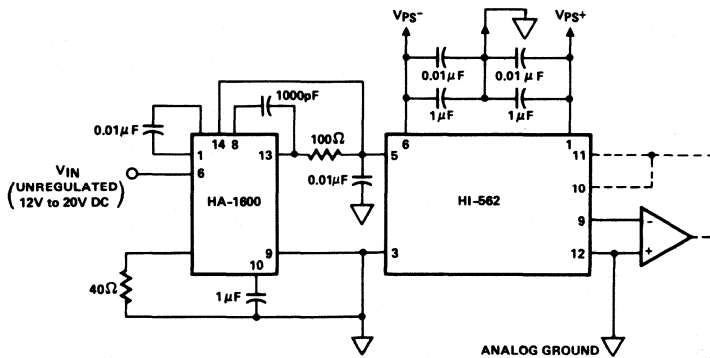 VPS- VPS+
0.01μF 0.01μF
1μF 1μF
1000pF
0.01μF
14 8
100Ω
6 1
1 13 5 11
VIN
(UNREGULATED
12V to 20V DC)
6
0.01μF
10
HA-1600 HI-562
9 -
9 3 12 +
10
40Ω
1μF
ANALOG GROUND